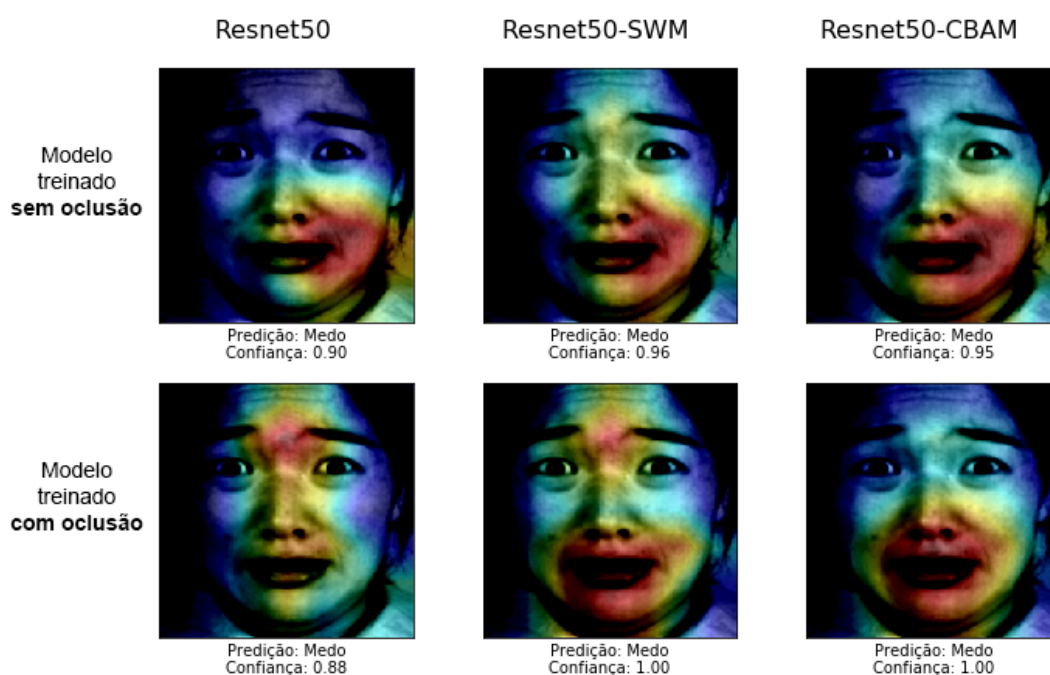 Resnet50 Resnet50-SWM Resnet50-CBAM
Modelo
treinado
sem oclusão
Predição: Medo
Confiança: 0.90
Predição: Medo
Confiança: 0.96
Predição: Medo
Confiança: 0.95
Modelo
treinado
com oclusão
Predição: Medo
Confiança: 0.88
Predição: Medo
Confiança: 1.00
Predição: Medo
Confiança: 1.00